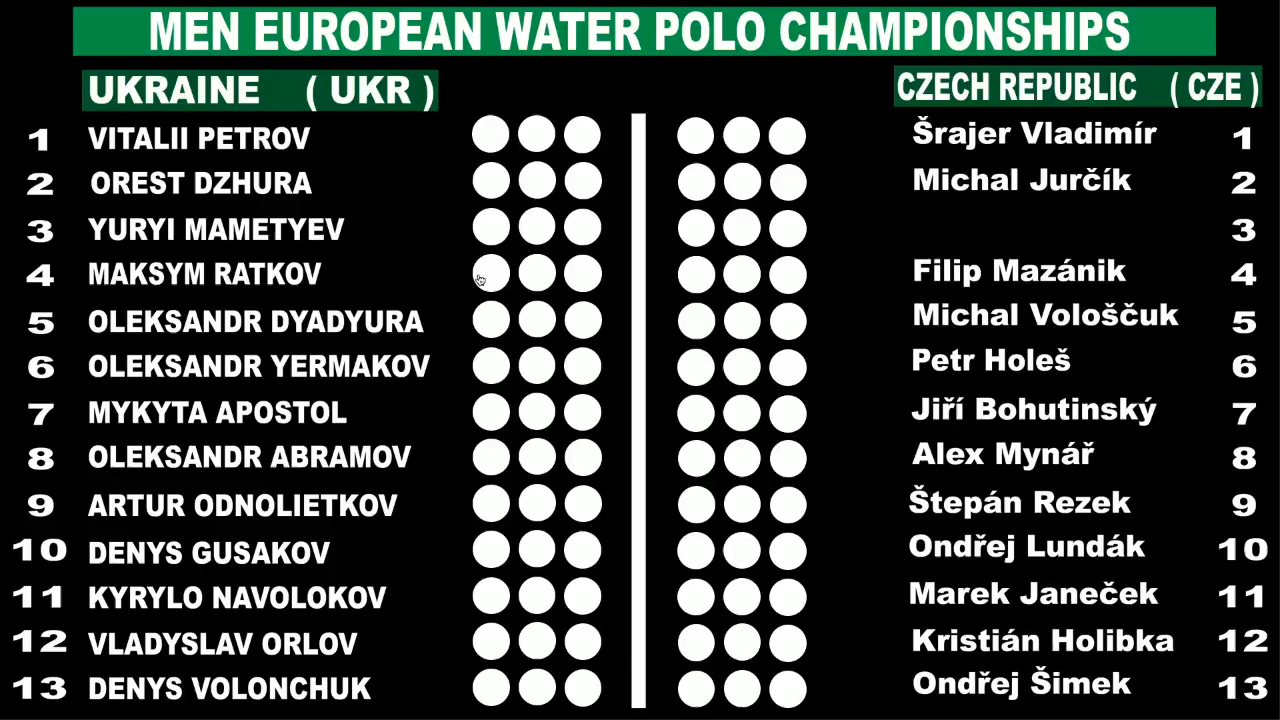 MEN EUROPEAN WATER POLO CHAMPIONSHIPS
UKRAINE ( UKR ) CZECH REPUBLIC ( CZE )
1 VITALII PETROV Šrajer Vladimír 1
2 OREST DZHURA Michal Jurčík 2
3 YURYI MAMETYEV 3
4 MAKSYM RATKOV Filip Mazánik 4
5 OLEKSANDR DYADYURA Michal Vološčuk 5
6 OLEKSANDR YERMAKOV Petr Holeš 6
7 MYKYTA APOSTOL Jiří Bohutinský 7
8 OLEKSANDR ABRAMOV Alex Mynář 8
9 ARTUR ODNOLIETKOV Štepán Rezek 9
10 DENYS GUSAKOV Ondřej Lundák 10
11 KYRYLO NAVOLOKOV Marek Janeček 11
12 VLADYSLAV ORLOV Kristián Holibka 12
13 DENYS VOLONCHUK Ondřej Šimek 13